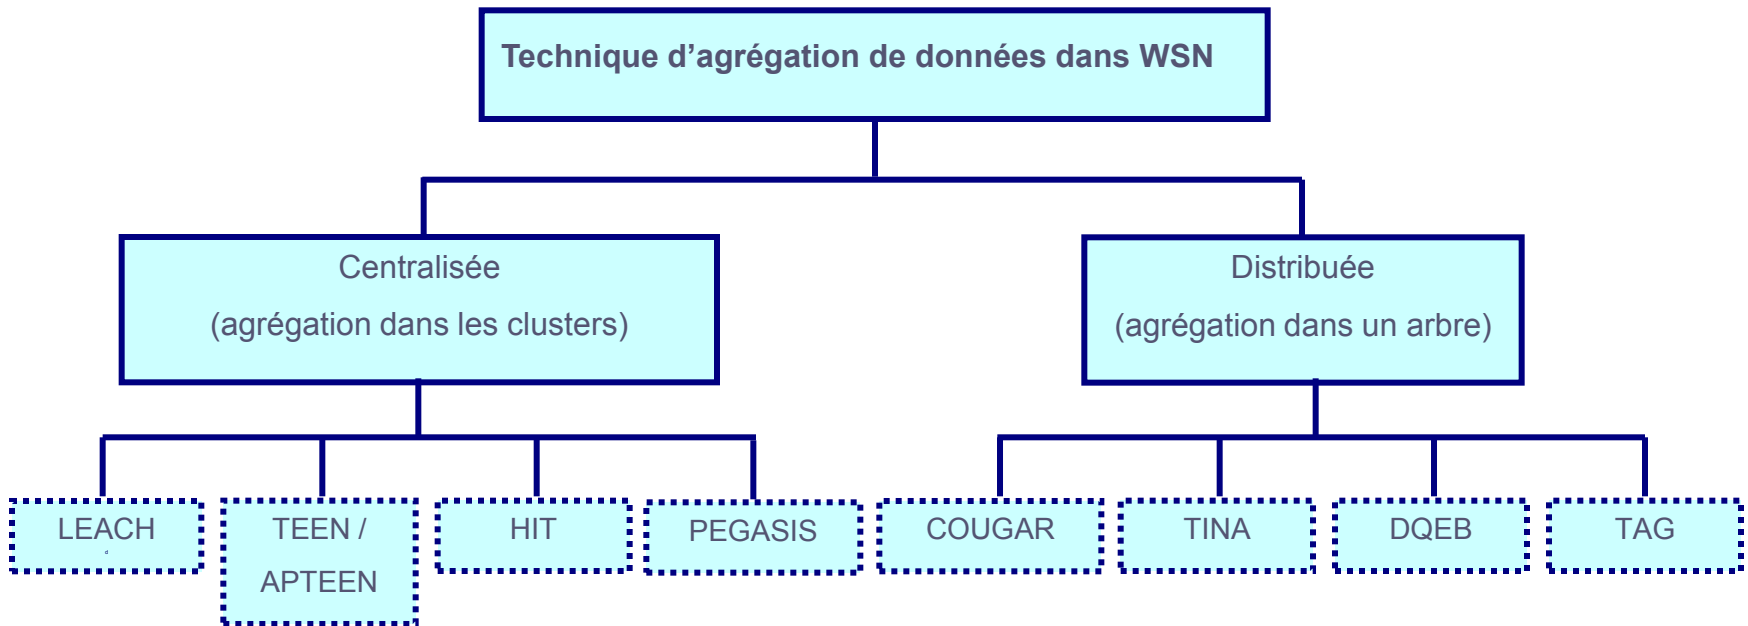 Technique d’agrégation de données dans WSN
Centralisée
(agrégation dans les clusters)
Distribuée
(agrégation dans un arbre)
LEACH
TEEN /
APTEEN
HIT
PEGASIS
COUGAR
TINA
DQEB
TAG